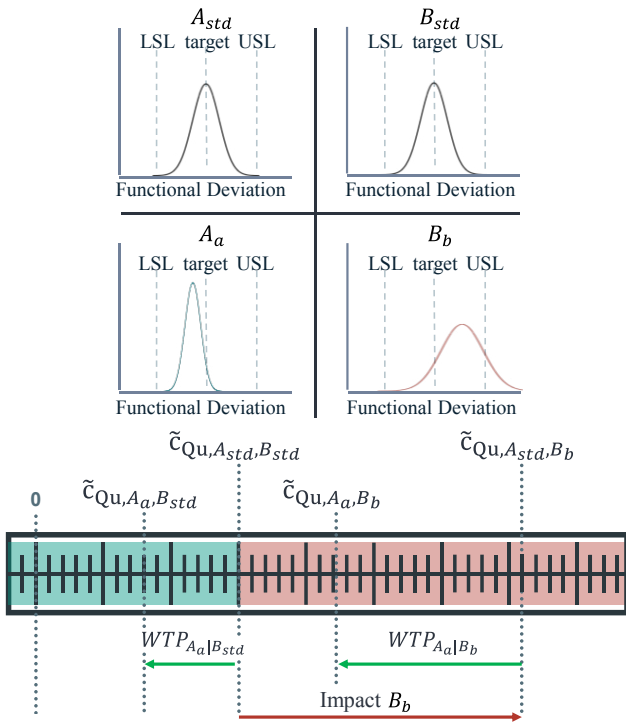 A_std
B_std
LSL target USL
LSL target USL
Functional Deviation
Functional Deviation
A_a
B_b
LSL target USL
LSL target USL
Functional Deviation
Functional Deviation
c̃_Qu,A_std,B_std
c̃_Qu,A_std,B_b
0
c̃_Qu,A_a,B_std
c̃_Qu,A_a,B_b
WTP_A_a|B_std
WTP_A_a|B_b
Impact B_b